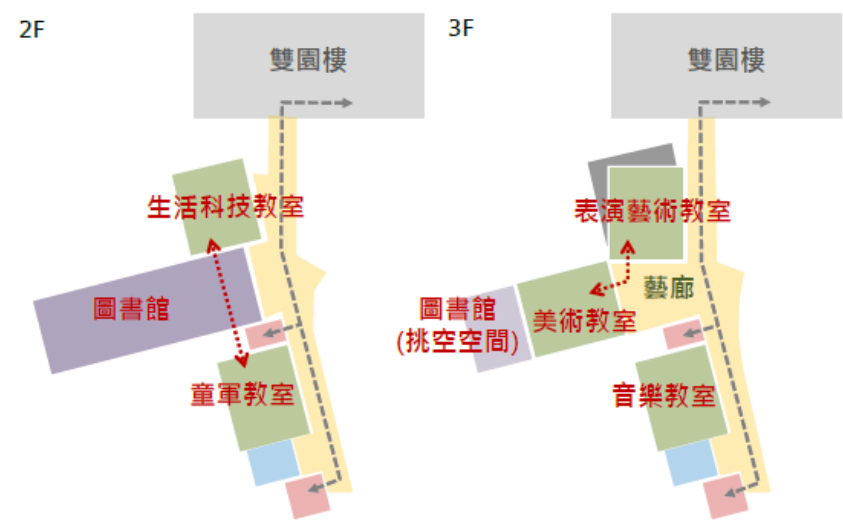 2F
雙園樓
生活科技教室
圖書館
童軍教室
3F
雙園樓
表演藝術教室
藝廊
圖書館
(挑空空間)
美術教室
音樂教室